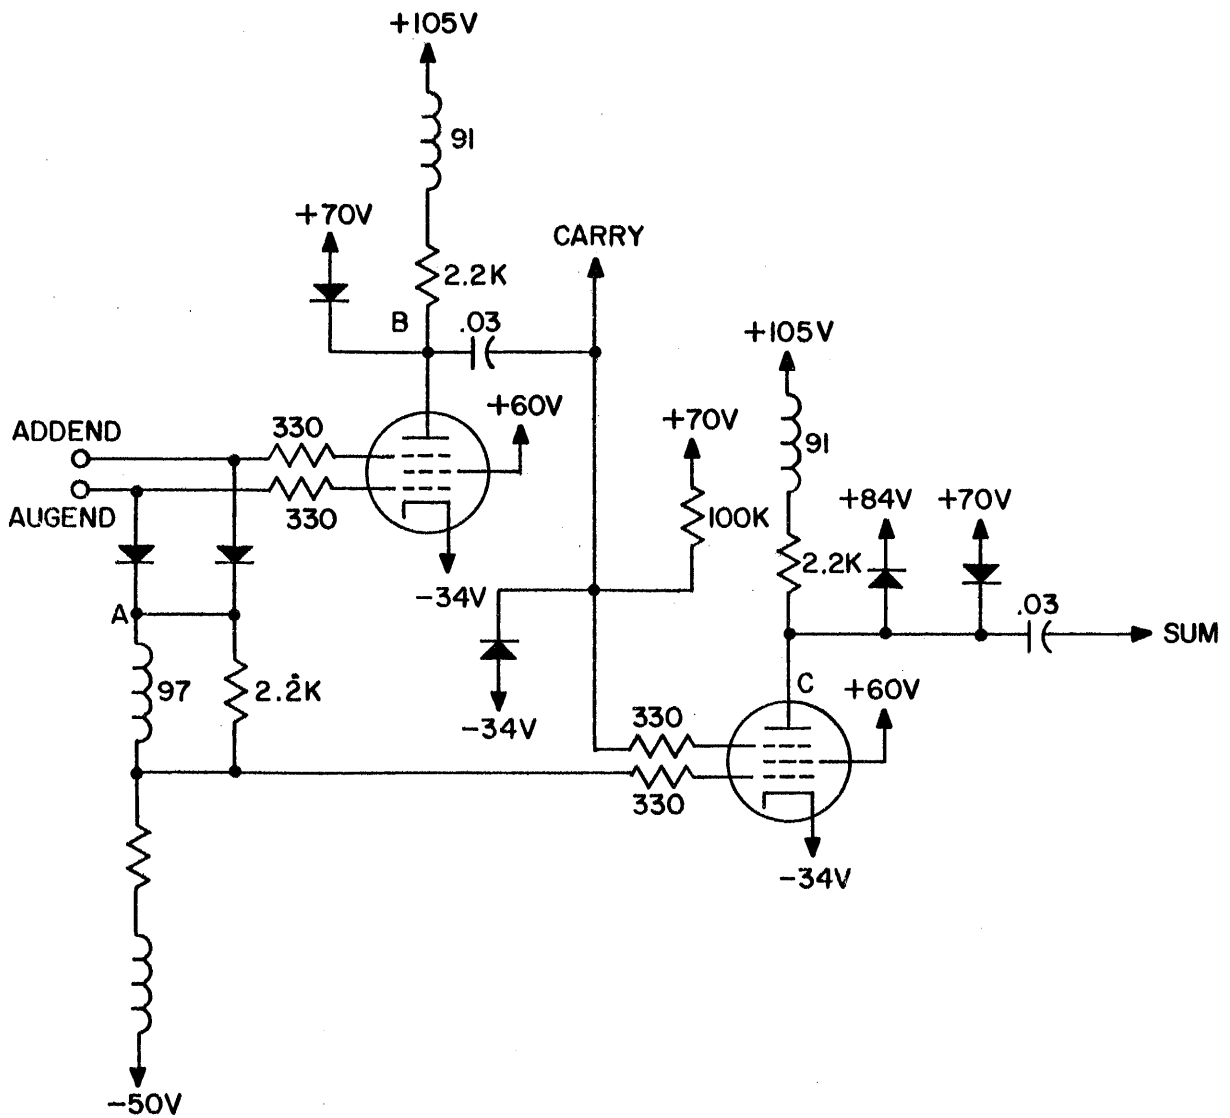 +105V
91
+70V
CARRY
2.2K
B
.03
+105V
+60V
+70V
ADDEND
330
91
AUGEND
330
+84V
+70V
100K
2.2K
-34V
A
.03
SUM
97
2.2K
C
+60V
-34V
330
330
-34V
-50V